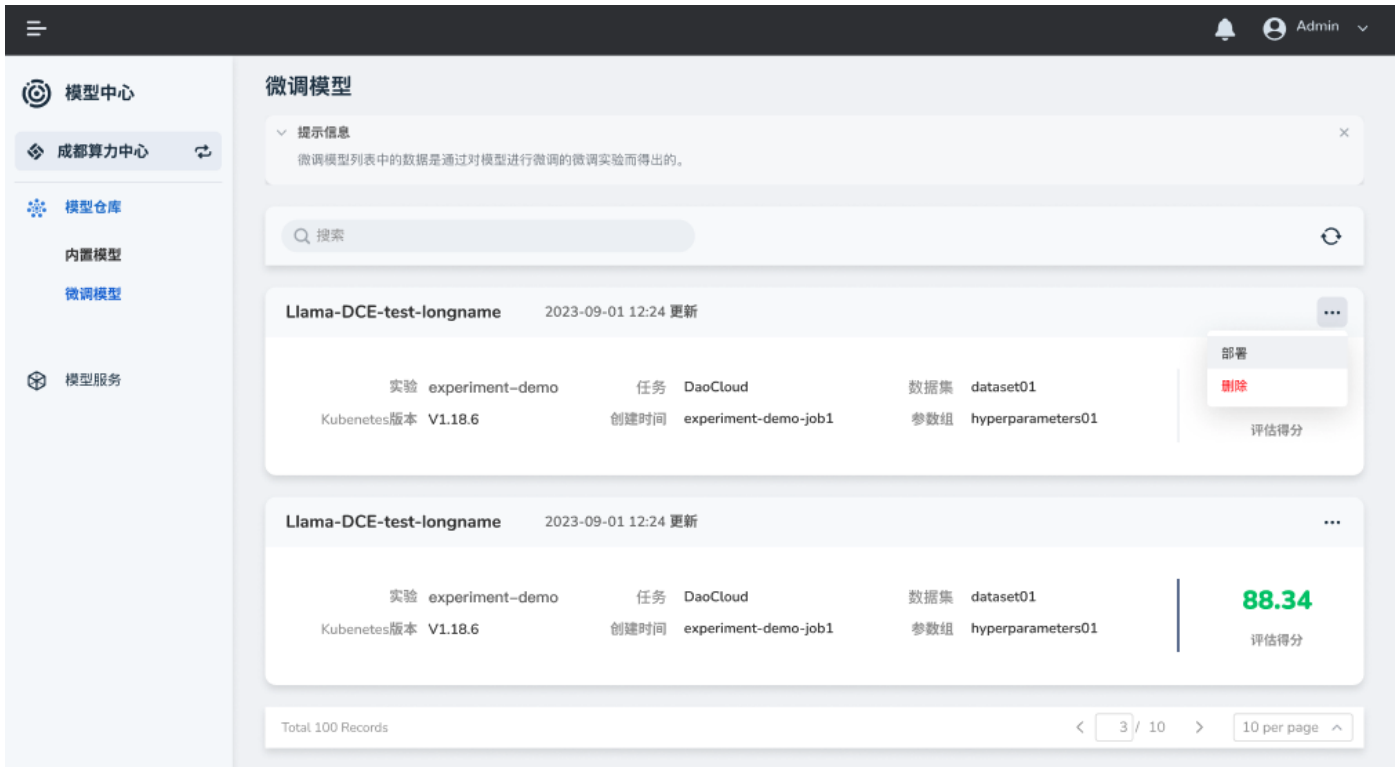 Admin
模型中心
成都算力中心
模型仓库
内置模型
微调模型
模型服务
微调模型
提示信息
微调模型列表中的数据是通过对模型进行微调的微调实验而得出的。
搜索
Llama-DCE-test-longname 2023-09-01 12:24 更新
部署
删除
实验 experiment-demo 任务 DaoCloud 数据集 dataset01
Kubenetes版本 V1.18.6 创建时间 experiment-demo-job1 参数组 hyperparameters01
评估得分
Llama-DCE-test-longname 2023-09-01 12:24 更新
实验 experiment-demo 任务 DaoCloud 数据集 dataset01
Kubenetes版本 V1.18.6 创建时间 experiment-demo-job1 参数组 hyperparameters01
88.34
评估得分
Total 100 Records 3 / 10 10 per page